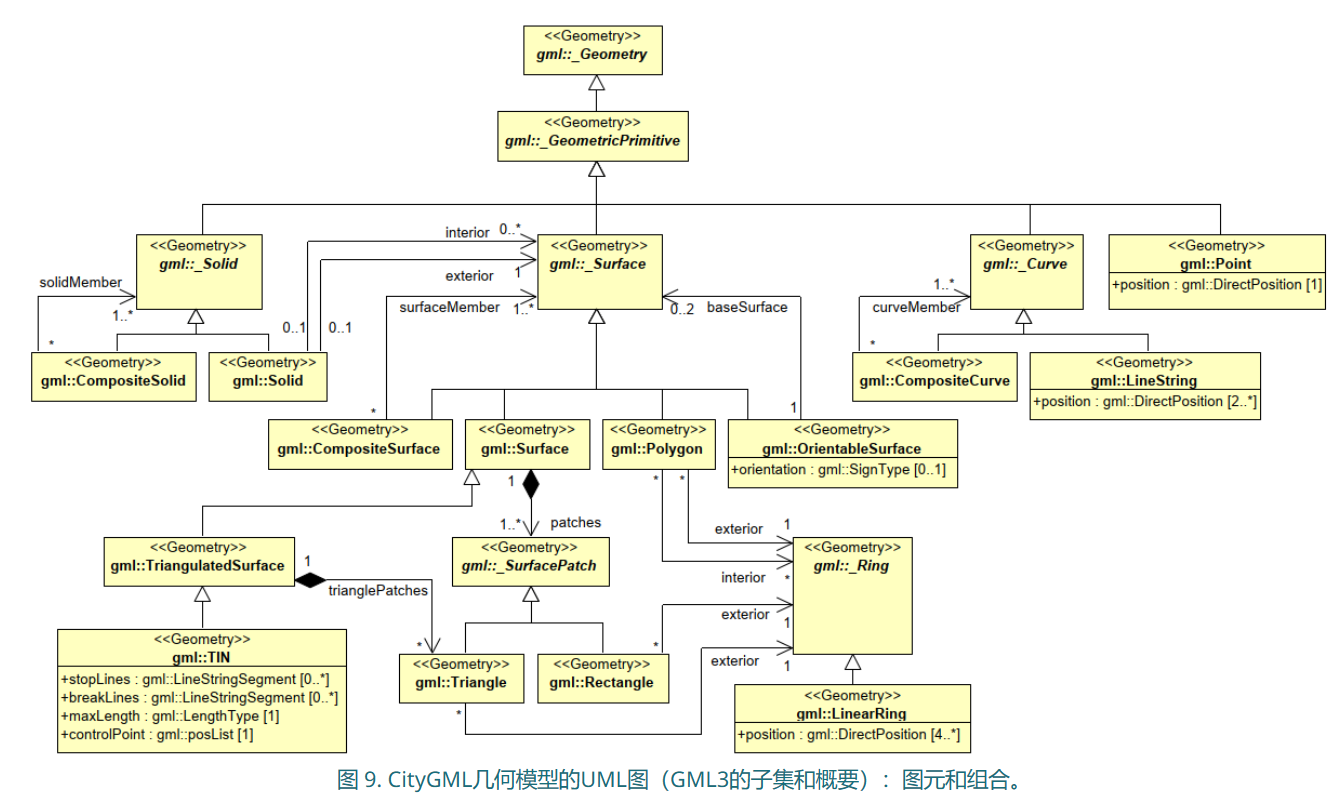 <<Geometry>>
gml::_Geometry
<<Geometry>>
gml::_GeometricPrimitive
<<Geometry>>
gml::_Solid
interior 0..*
exterior 1
<<Geometry>>
gml::_Surface
<<Geometry>>
gml::_Curve
<<Geometry>>
gml::Point
+position : gml::DirectPosition [1]
solidMember
1..*
*
0..1
0..1
surfaceMember 1..*
*
0..2 baseSurface
1
1..*
curveMember
*
<<Geometry>>
gml::CompositeSolid
<<Geometry>>
gml::Solid
<<Geometry>>
gml::CompositeCurve
<<Geometry>>
gml::LineString
+position : gml::DirectPosition [2..*]
<<Geometry>>
gml::CompositeSurface
<<Geometry>>
gml::Surface
<<Geometry>>
gml::Polygon
<<Geometry>>
gml::OrientableSurface
+orientation : gml::SignType [0..1]
1
1..* patches
* *
exterior 1
interior *
exterior 1
exterior 1
<<Geometry>>
gml::TriangulatedSurface
1
trianglePatches
*
<<Geometry>>
gml::_SurfacePatch
<<Geometry>>
gml::_Ring
<<Geometry>>
gml::TIN
+stopLines : gml::LineStringSegment [0..*]
+breakLines : gml::LineStringSegment [0..*]
+maxLength : gml::LengthType [1]
+controlPoint : gml::posList [1]
<<Geometry>>
gml::Triangle
*
<<Geometry>>
gml::Rectangle
*
<<Geometry>>
gml::LinearRing
+position : gml::DirectPosition [4..*]
图 9. CityGML几何模型的UML图（GML3的子集和概要）：图元和组合。